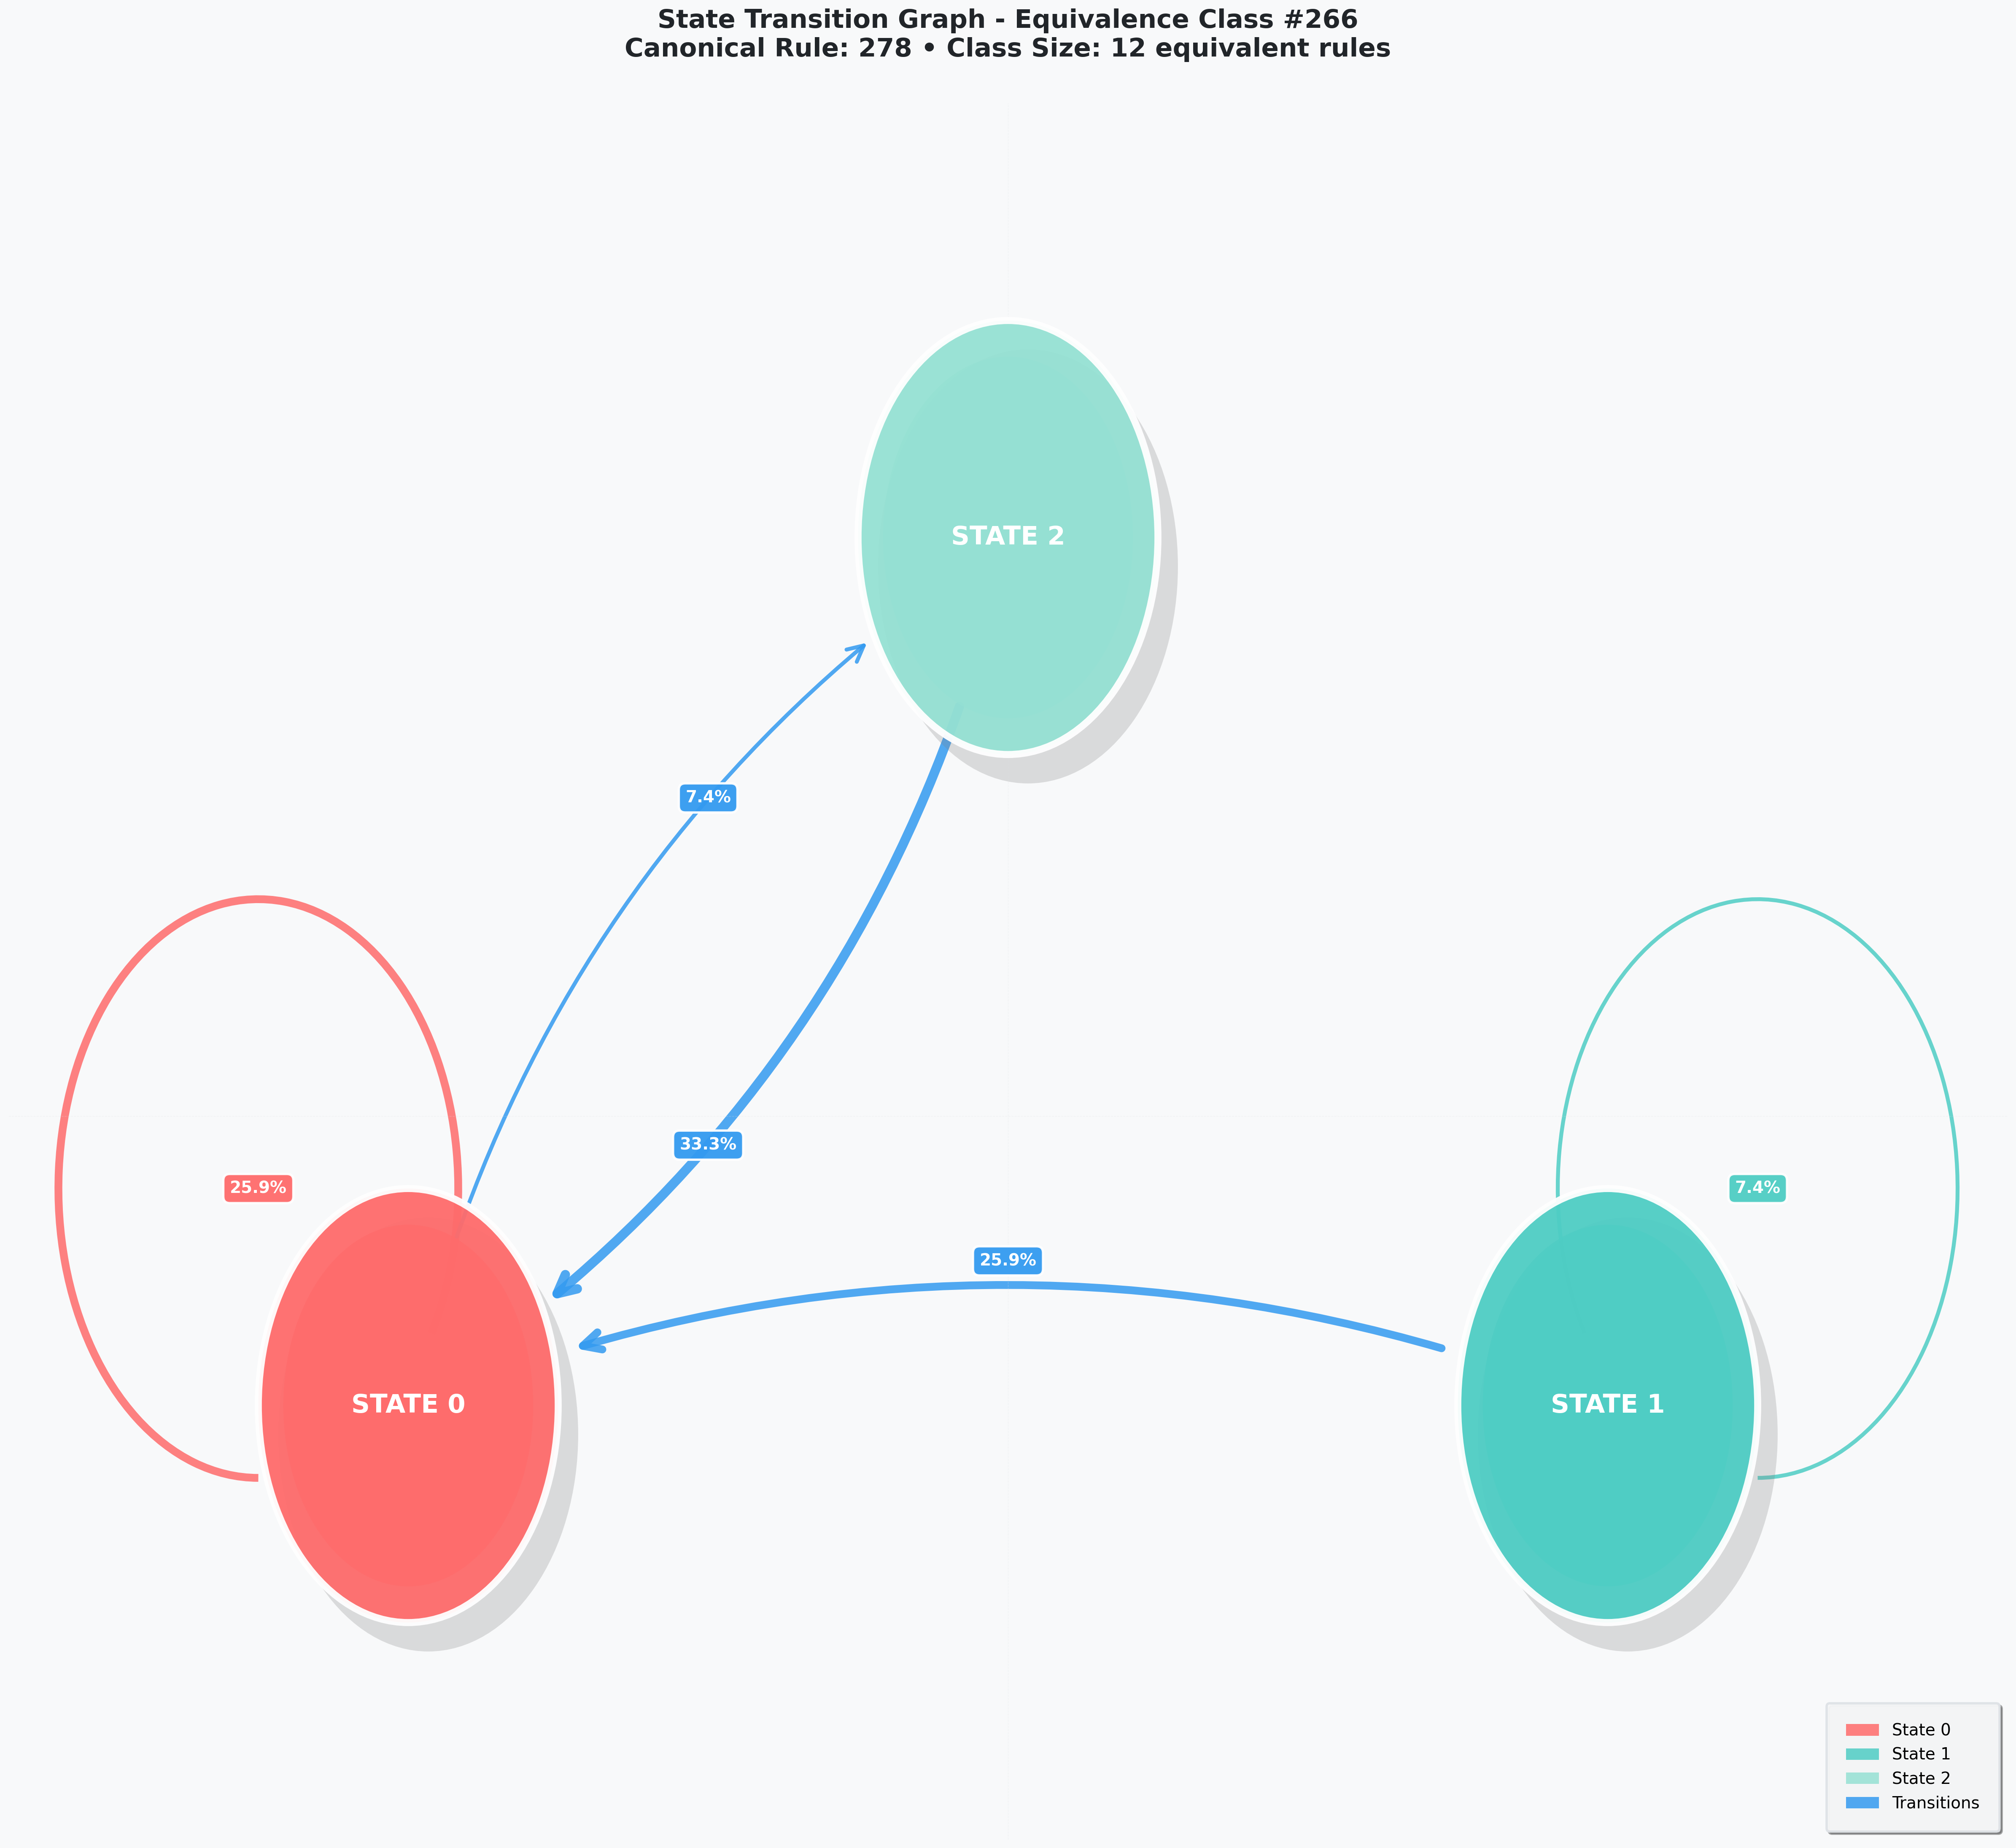 State Transition Graph - Equivalence Class #266
Canonical Rule: 278 • Class Size: 12 equivalent rules
STATE 2
7.4%
33.3%
25.9%
7.4%
25.9%
STATE 0
STATE 1
State 0
State 1
State 2
Transitions